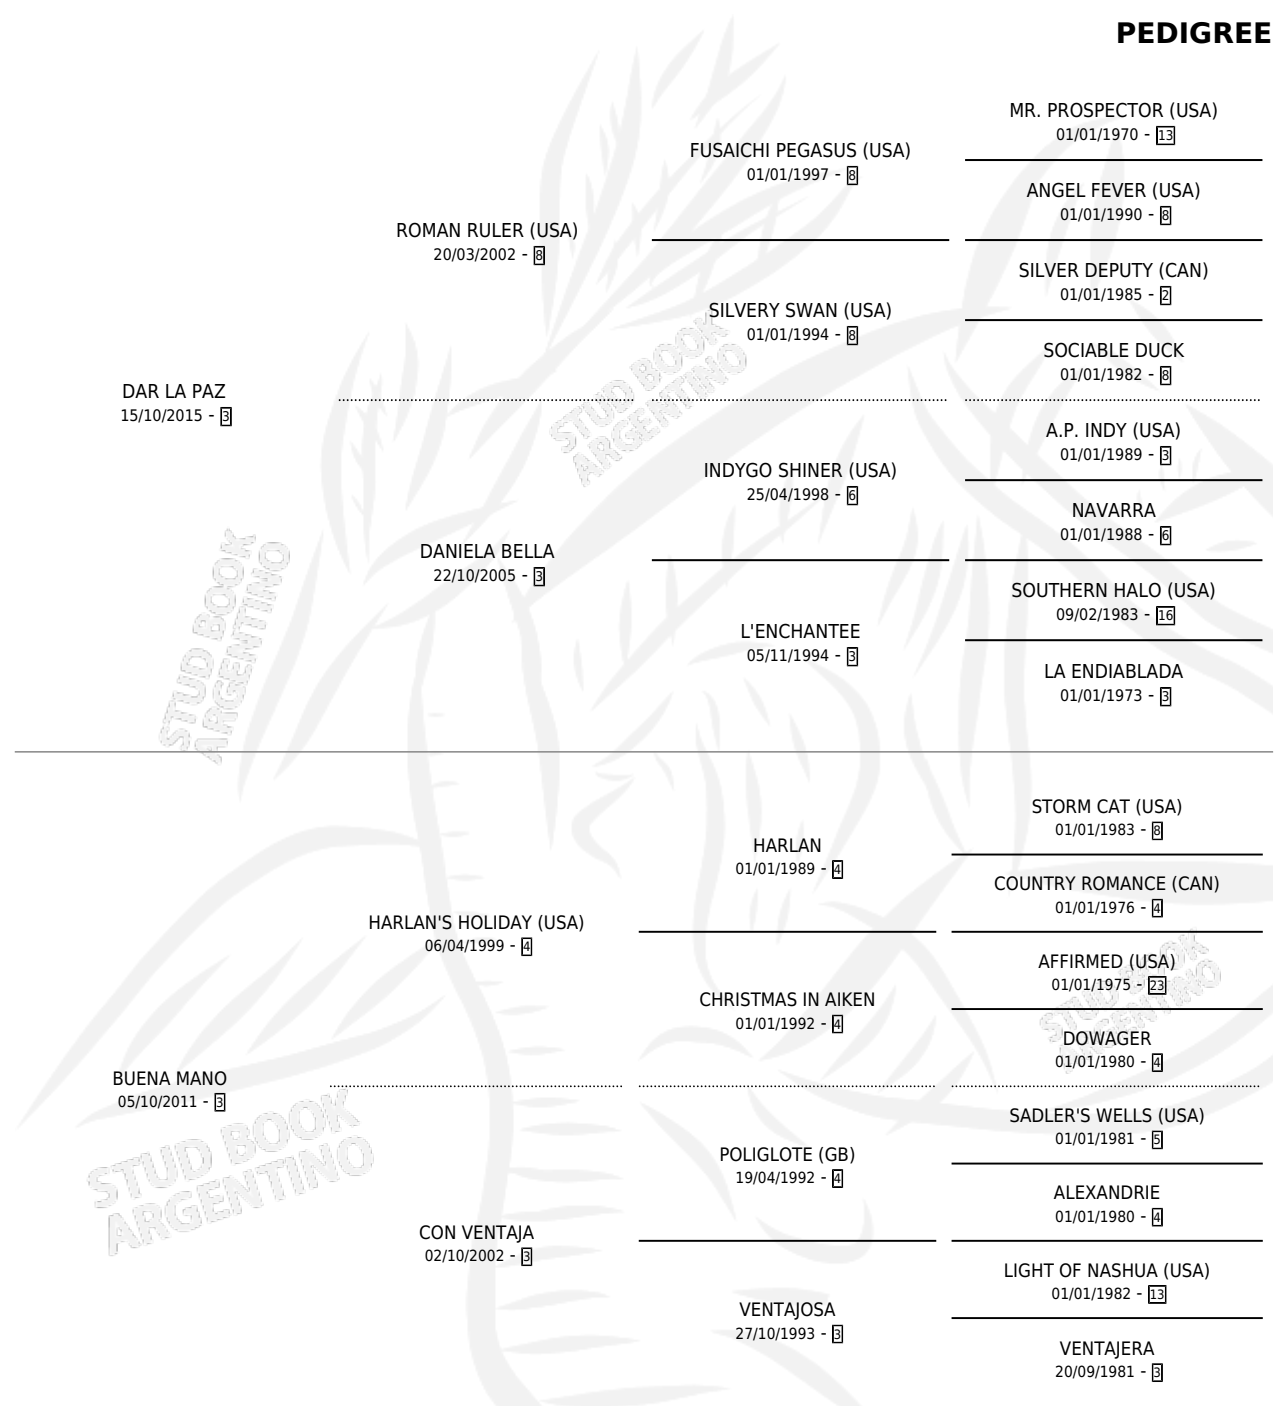 PEDIGREE
MR. PROSPECTOR (USA)
01/01/1970 - 13
FUSAICHI PEGASUS (USA)
01/01/1997 - 8
ANGEL FEVER (USA)
01/01/1990 - 8
ROMAN RULER (USA)
20/03/2002 - 8
SILVER DEPUTY (CAN)
01/01/1985 - 2
SILVERY SWAN (USA)
01/01/1994 - 8
SOCIABLE DUCK
01/01/1982 - 8
DAR LA PAZ
15/10/2015 - 3
A.P. INDY (USA)
01/01/1989 - 3
INDYGO SHINER (USA)
25/04/1998 - 6
NAVARRA
01/01/1988 - 6
DANIELA BELLA
22/10/2005 - 3
SOUTHERN HALO (USA)
09/02/1983 - 16
L'ENCHANTEE
05/11/1994 - 3
LA ENDIABLADA
01/01/1973 - 3
STORM CAT (USA)
01/01/1983 - 8
HARLAN
01/01/1989 - 4
COUNTRY ROMANCE (CAN)
01/01/1976 - 4
HARLAN'S HOLIDAY (USA)
06/04/1999 - 4
AFFIRMED (USA)
01/01/1975 - 23
CHRISTMAS IN AIKEN
01/01/1992 - 4
DOWAGER
01/01/1980 - 4
BUENA MANO
05/10/2011 - 3
SADLER'S WELLS (USA)
01/01/1981 - 5
POLIGLOTE (GB)
19/04/1992 - 4
ALEXANDRIE
01/01/1980 - 4
CON VENTAJA
02/10/2002 - 3
LIGHT OF NASHUA (USA)
01/01/1982 - 13
VENTAJOSA
27/10/1993 - 3
VENTAJERA
20/09/1981 - 3
STUD BOOK
ARGENTINO
STUD BOOK
ARGENTINO
STUD BOOK
ARGENTINO
STUD BOOK
ARGENTINO